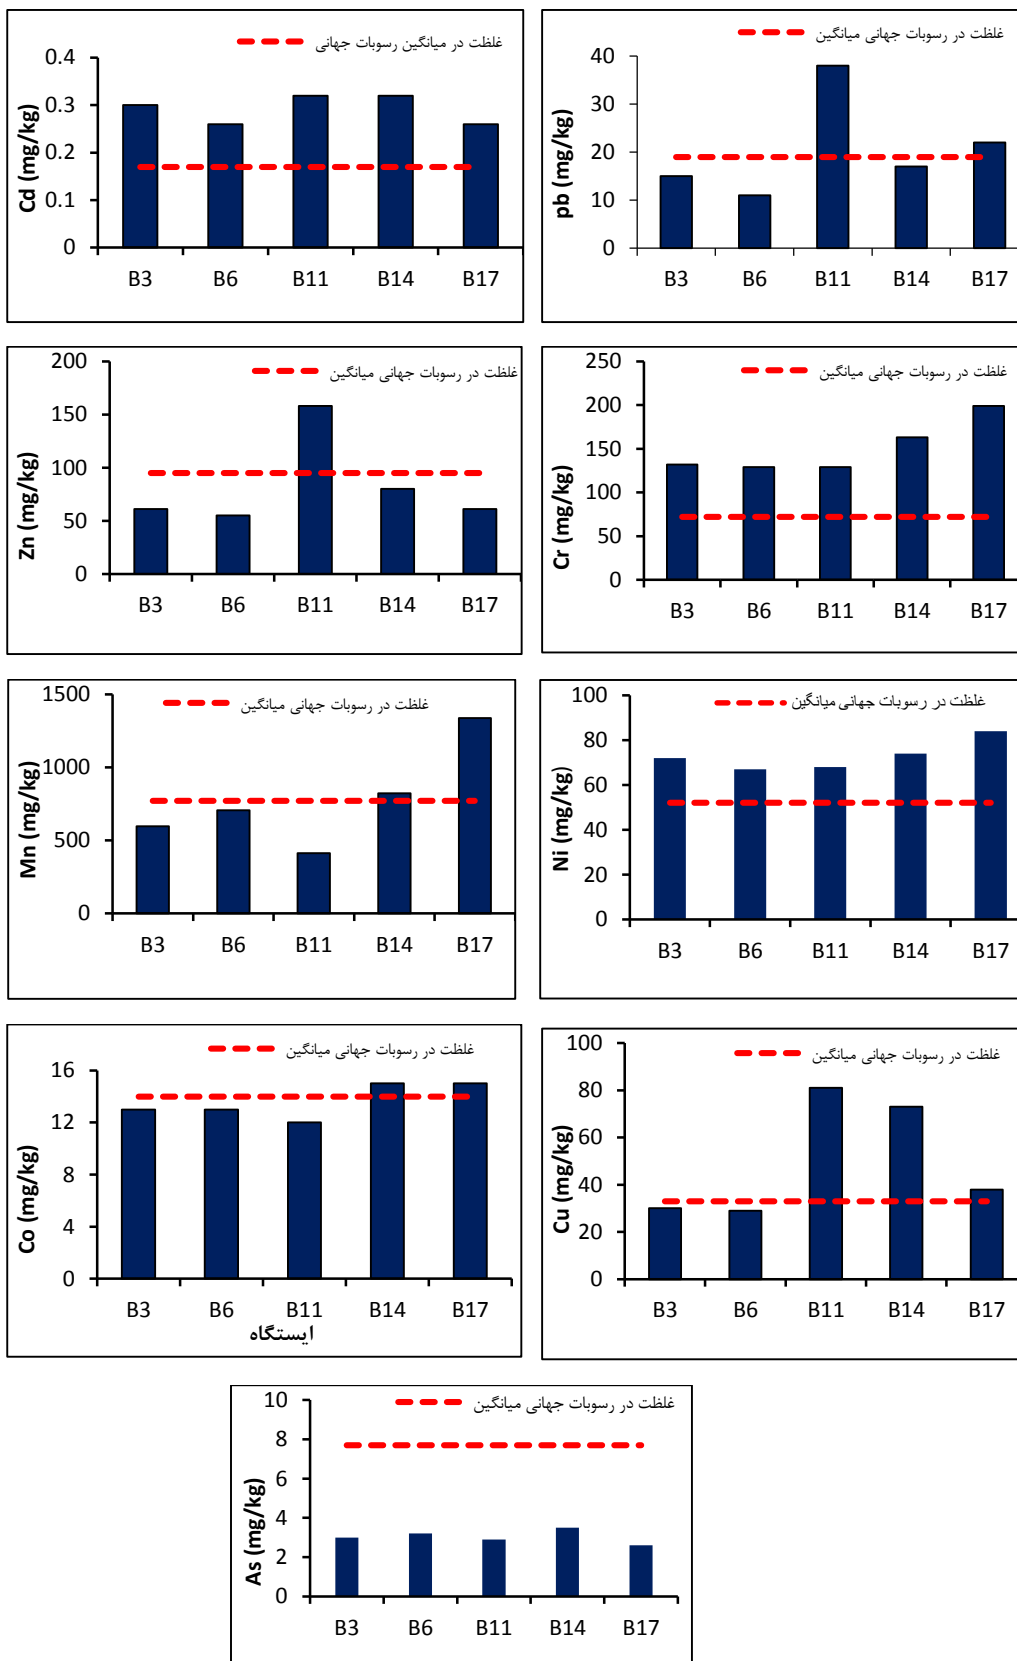 غلظت در میانگین رسوبات جهانی
0.4
0.3
0.2
0.1
0
Cd (mg/kg)
B3 B6 B11 B14 B17
غلظت در رسوبات جهانی میانگین
40
30
20
10
0
pb (mg/kg)
B3 B6 B11 B14 B17
غلظت در رسوبات جهانی میانگین
200
150
100
50
0
Zn (mg/kg)
B3 B6 B11 B14 B17
غلظت در رسوبات جهانی میانگین
250
200
150
100
50
0
Cr (mg/kg)
B3 B6 B11 B14 B17
غلظت در رسوبات جهانی میانگین
1500
1000
500
0
Mn (mg/kg)
B3 B6 B11 B14 B17
غلظت در رسوبات جهانی میانگین
100
80
60
40
20
0
Ni (mg/kg)
B3 B6 B11 B14 B17
غلظت در رسوبات جهانی میانگین
16
12
8
4
0
Co (mg/kg)
B3 B6 B11 B14 B17
ایستگاه
غلظت در رسوبات جهانی میانگین
100
80
60
40
20
0
Cu (mg/kg)
B3 B6 B11 B14 B17
غلظت در رسوبات جهانی میانگین
10
8
6
4
2
0
As (mg/kg)
B3 B6 B11 B14 B17